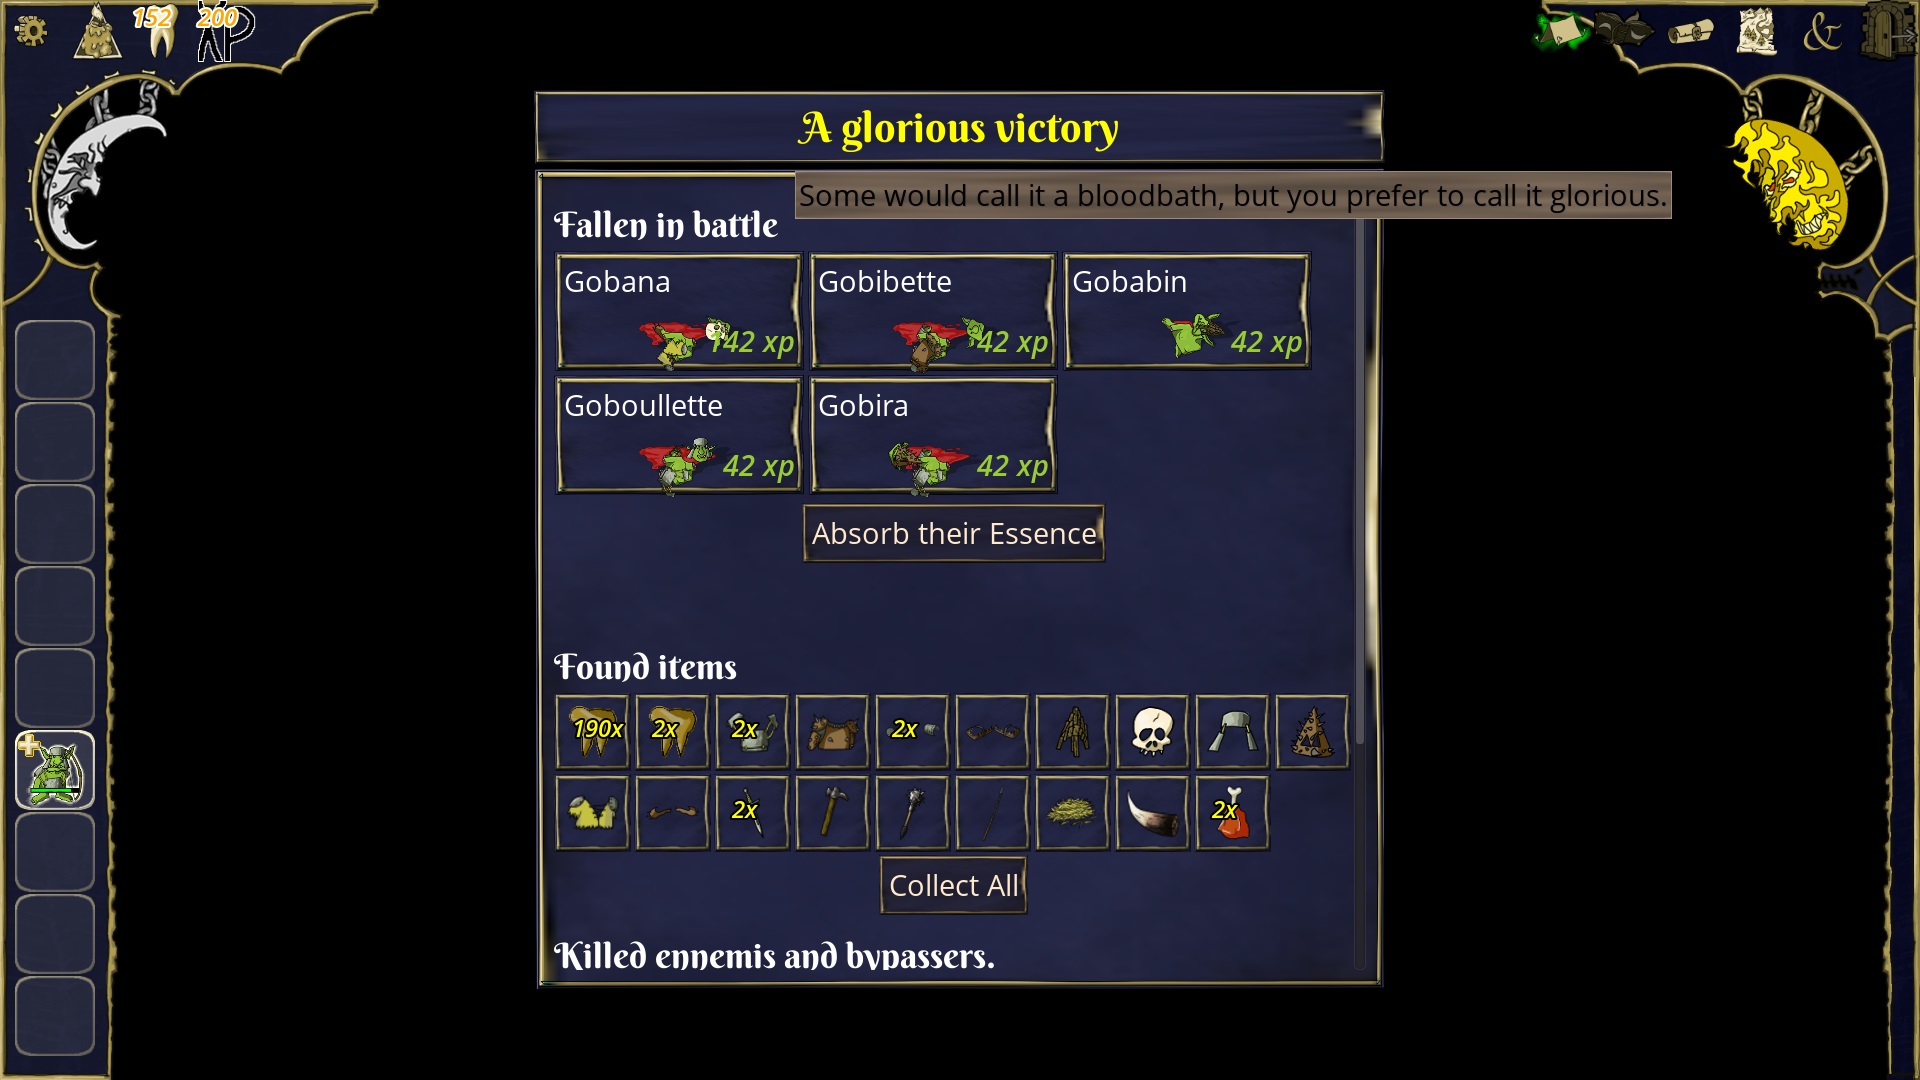 152 200
XP
&
A glorious victory
Some would call it a bloodbath, but you prefer to call it glorious.
Fallen in battle
Gobana Gobibette Gobabin
142 xp 42 xp 42 xp
Goboullette Gobira
42 xp 42 xp
Absorb their Essence
Found items
190x 2x 2x 2x
2x 2x
Collect All
Killed ennemis and bypassers.